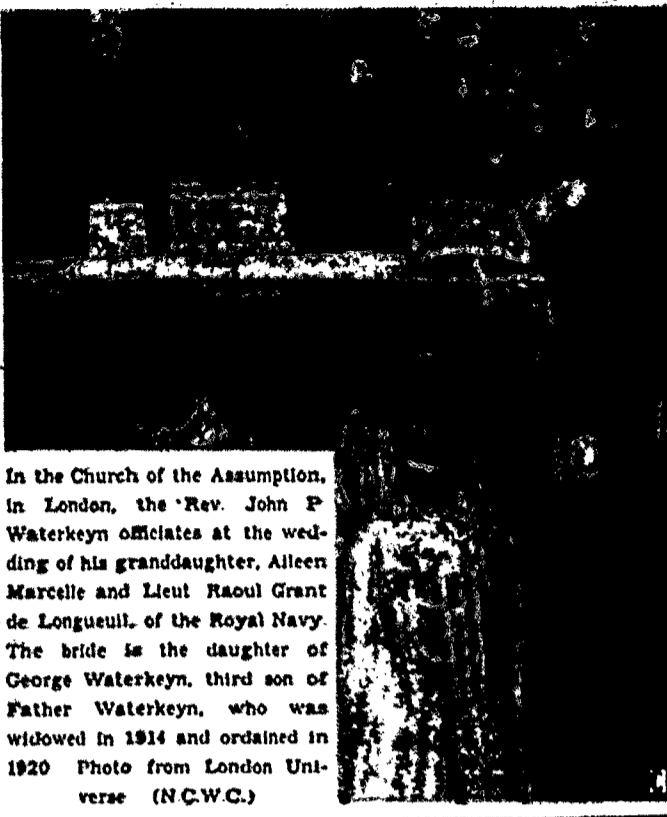 In the Church of the Assumption,
in London, the Rev. John P
Waterkeyn officiates at the wed-
ding of his granddaughter, Aileen
Marcelle and Lieut Raoul Grant
de Longueuil, of the Royal Navy.
The bride is the daughter of
George Waterkeyn, third son of
Father Waterkeyn, who was
widowed in 1914 and ordained in
1920 Photo from London Uni-
verse (N.C.W.C.)